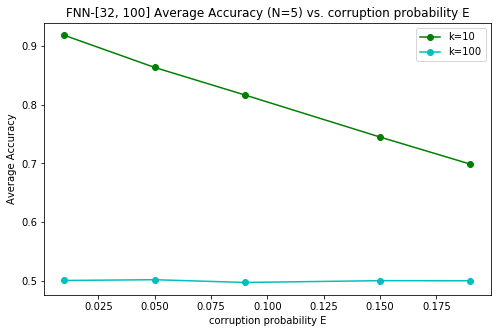 FNN-[32, 100] Average Accuracy (N=5) vs. corruption probability E
k=10
k=100
Average Accuracy
0.9
0.8
0.7
0.6
0.5
0.025 0.050 0.075 0.100 0.125 0.150 0.175
corruption probability E